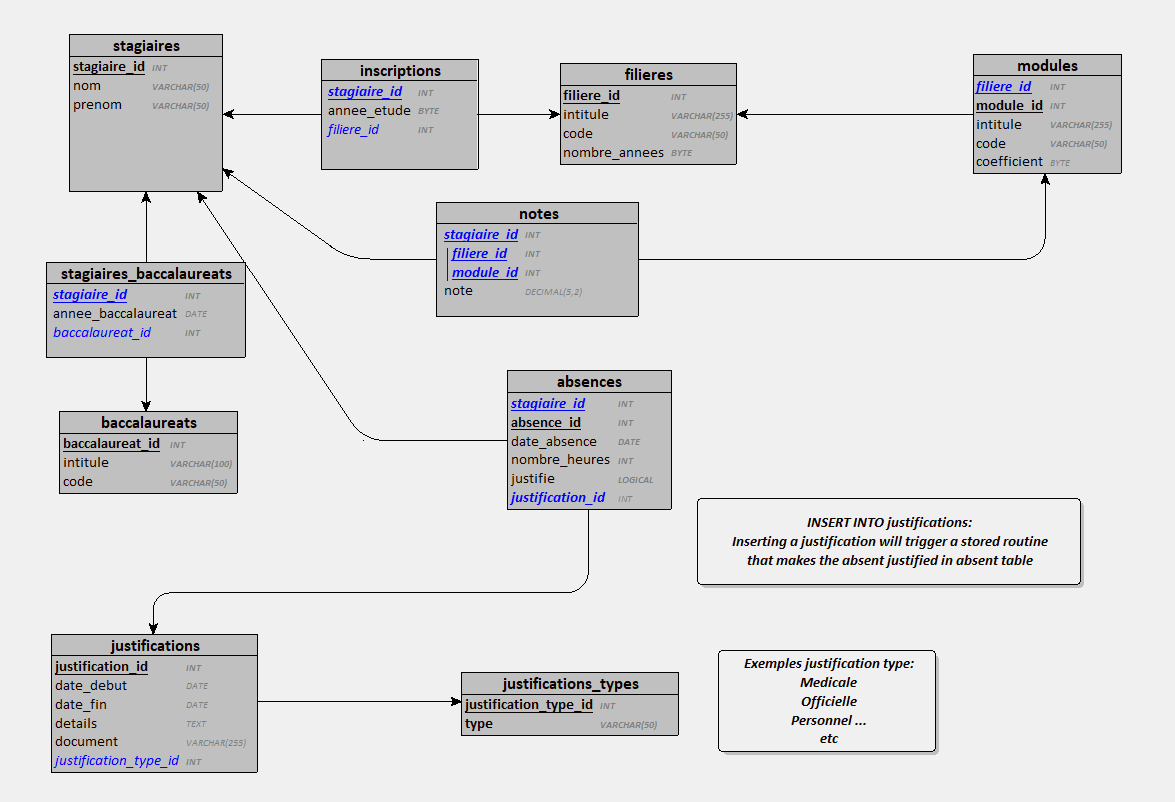 stagiaires
stagiaire_id INT
nom VARCHAR(50)
prenom VARCHAR(50)
inscriptions
stagiaire_id INT
annee_etude BYTE
filiere_id INT
filieres
filiere_id INT
intitule VARCHAR(255)
code VARCHAR(50)
nombre_annees BYTE
modules
filiere_id INT
module_id INT
intitule VARCHAR(255)
code VARCHAR(50)
coefficient BYTE
notes
stagiaire_id INT
filiere_id INT
module_id INT
note DECIMAL(5,2)
stagiaires_baccalaureats
stagiaire_id INT
annee_baccalaureat DATE
baccalaureat_id INT
baccalaureats
baccalaureat_id INT
intitule VARCHAR(100)
code VARCHAR(50)
absences
stagiaire_id INT
absence_id INT
date_absence DATE
nombre_heures INT
justifie LOGICAL
justification_id INT
INSERT INTO justifications:
Inserting a justification will trigger a stored routine
that makes the absent justified in absent table
justifications
justification_id INT
date_debut DATE
date_fin DATE
details TEXT
document VARCHAR(255)
justification_type_id INT
justifications_types
justification_type_id INT
type VARCHAR(50)
Exemples justification type:
Medicale
Officielle
Personnel ...
etc